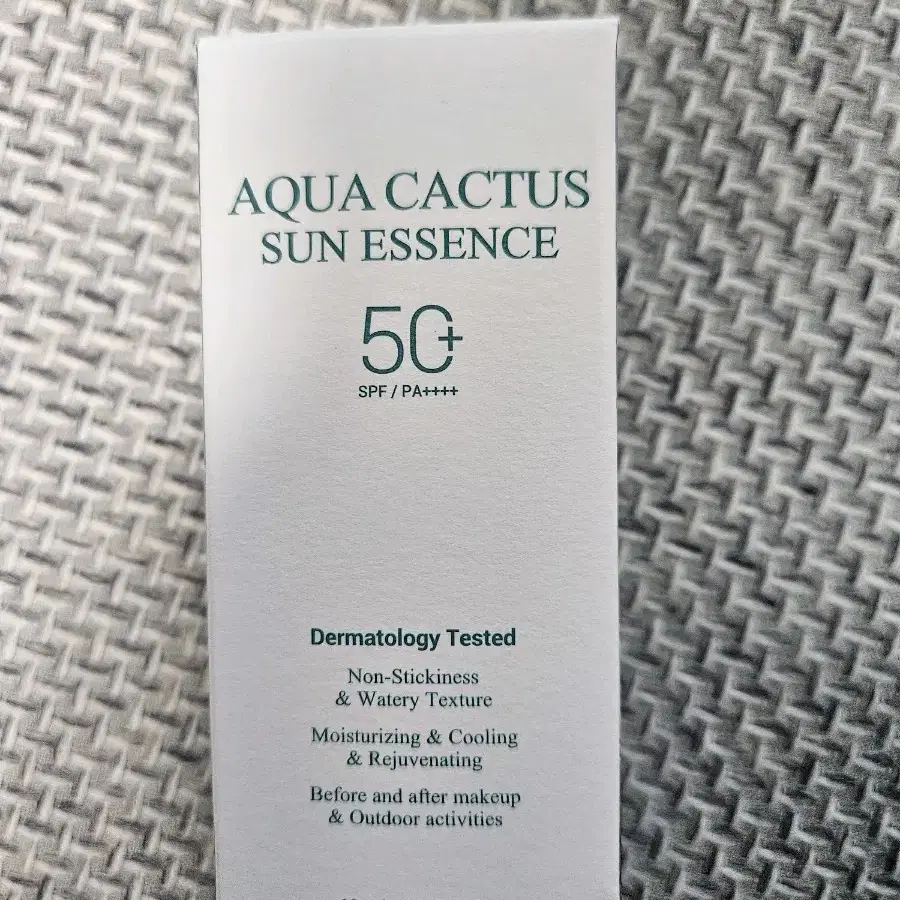 AQUA CACTUS
SUN ESSENCE
50+
SPF / PA++++
Dermatology Tested
Non-Stickiness
& Watery Texture
Moisturizing & Cooling
& Rejuvenating
Before and after makeup
& Outdoor activities